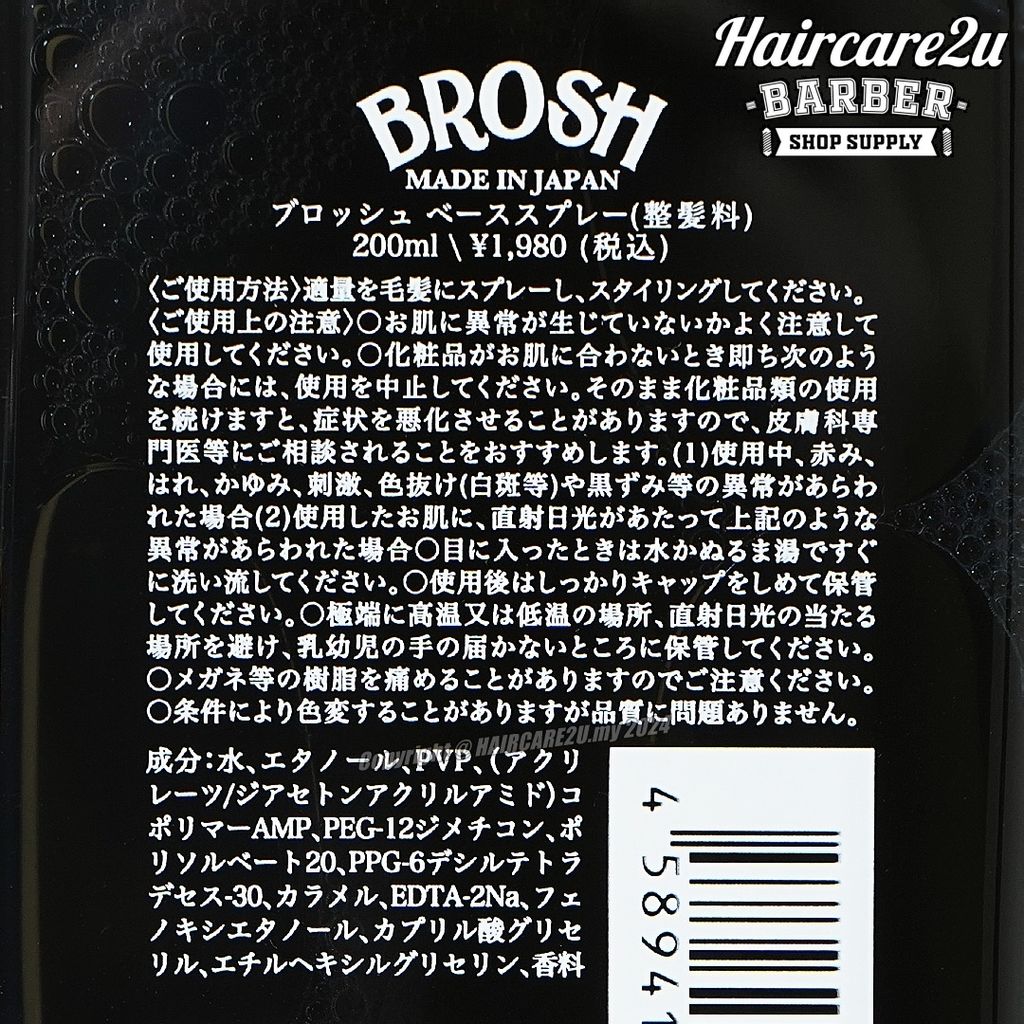 Haircare2u
BARBER
SHOP SUPPLY
BROSH
MADE IN JAPAN
ブロッシュ ベーススプレー(整髪料)
200ml \ ¥1,980 (税込)
〈ご使用方法〉適量を毛髪にスプレーし、スタイリングしてください。
〈ご使用上の注意〉○お肌に異常が生じていないかよく注意して
使用してください。○化粧品がお肌に合わないとき即ち次のよう
な場合には、使用を中止してください。そのまま化粧品類の使用
を続けますと、症状を悪化させることがありますので、皮膚科専
門医等にご相談されることをおすすめします。(1)使用中、赤み、
はれ、かゆみ、刺激、色抜け(白斑等)や黒ずみ等の異常があらわ
れた場合(2)使用したお肌に、直射日光があたって上記のような
異常があらわれた場合○目に入ったときは水かぬるま湯ですぐ
に洗い流してください。○使用後はしっかりキャップをしめて保管
してください。○極端に高温又は低温の場所、直射日光の当たる
場所を避け、乳幼児の手の届かないところに保管してください。
○メガネ等の樹脂を痛めることがありますのでご注意ください。
○条件により色変することがありますが品質に問題ありません。
Copyright @ HAIRCARE2U.my 2024
成分:水、エタノール、PVP、(アクリ
レーツ/ジアセトンアクリルアミド)コ
ポリマーAMP、PEG-12ジメチコン、ポ
リソルベート20、PPG-6デシルテトラ
デセス-30、カラメル、EDTA-2Na、フェ
ノキシエタノール、カプリル酸グリセ
リル、エチルヘキシルグリセリン、香料
4 58941